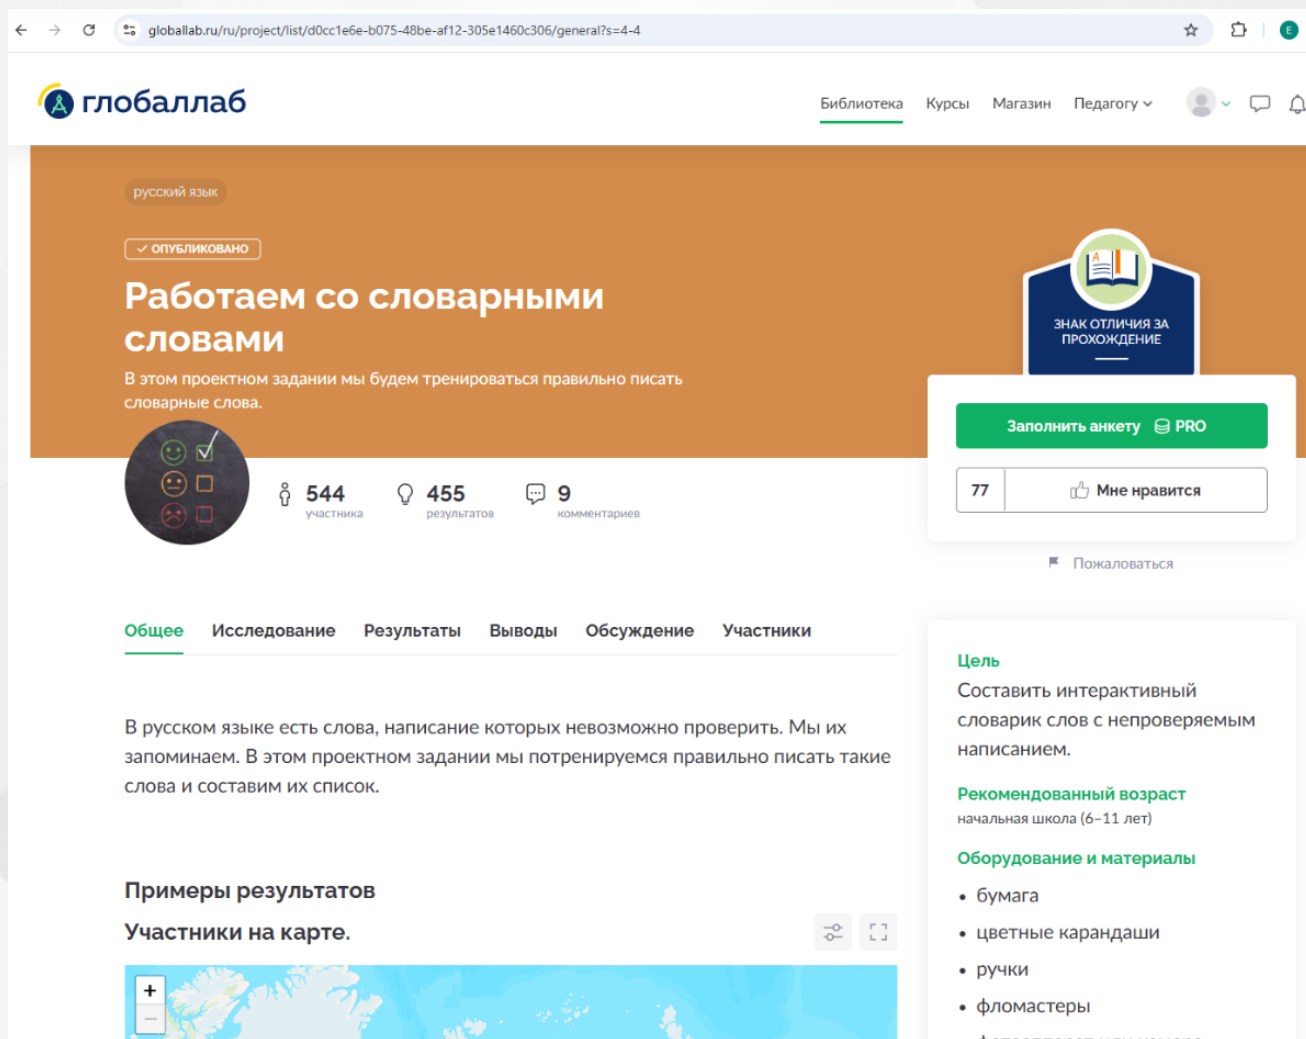 globallab.ru/ru/project/list/d0cc1e6e-b075-48be-af12-305e1460c306/general?s=4-4
E
глобаллаб
Библиотека Курсы Магазин Педагогу
русский язык
ОПУБЛИКОВАНО
Работаем со словарными
словами
В этом проектном задании мы будем тренироваться правильно писать
словарные слова.
A
ЗНАК ОТЛИЧИЯ ЗА
ПРОХОЖДЕНИЕ
Заполнить анкету PRO
77 Мне нравится
Пожаловаться
544 455 9
участника результатов комментариев
Общее Исследование Результаты Выводы Обсуждение Участники
В русском языке есть слова, написание которых невозможно проверить. Мы их
запоминаем. В этом проектном задании мы потренируемся правильно писать такие
слова и составим их список.
Примеры результатов
Участники на карте.
+
−
Цель
Составить интерактивный
словарик слов с непроверяемым
написанием.
Рекомендованный возраст
начальная школа (6–11 лет)
Оборудование и материалы
• бумага
• цветные карандаши
• ручки
• фломастеры